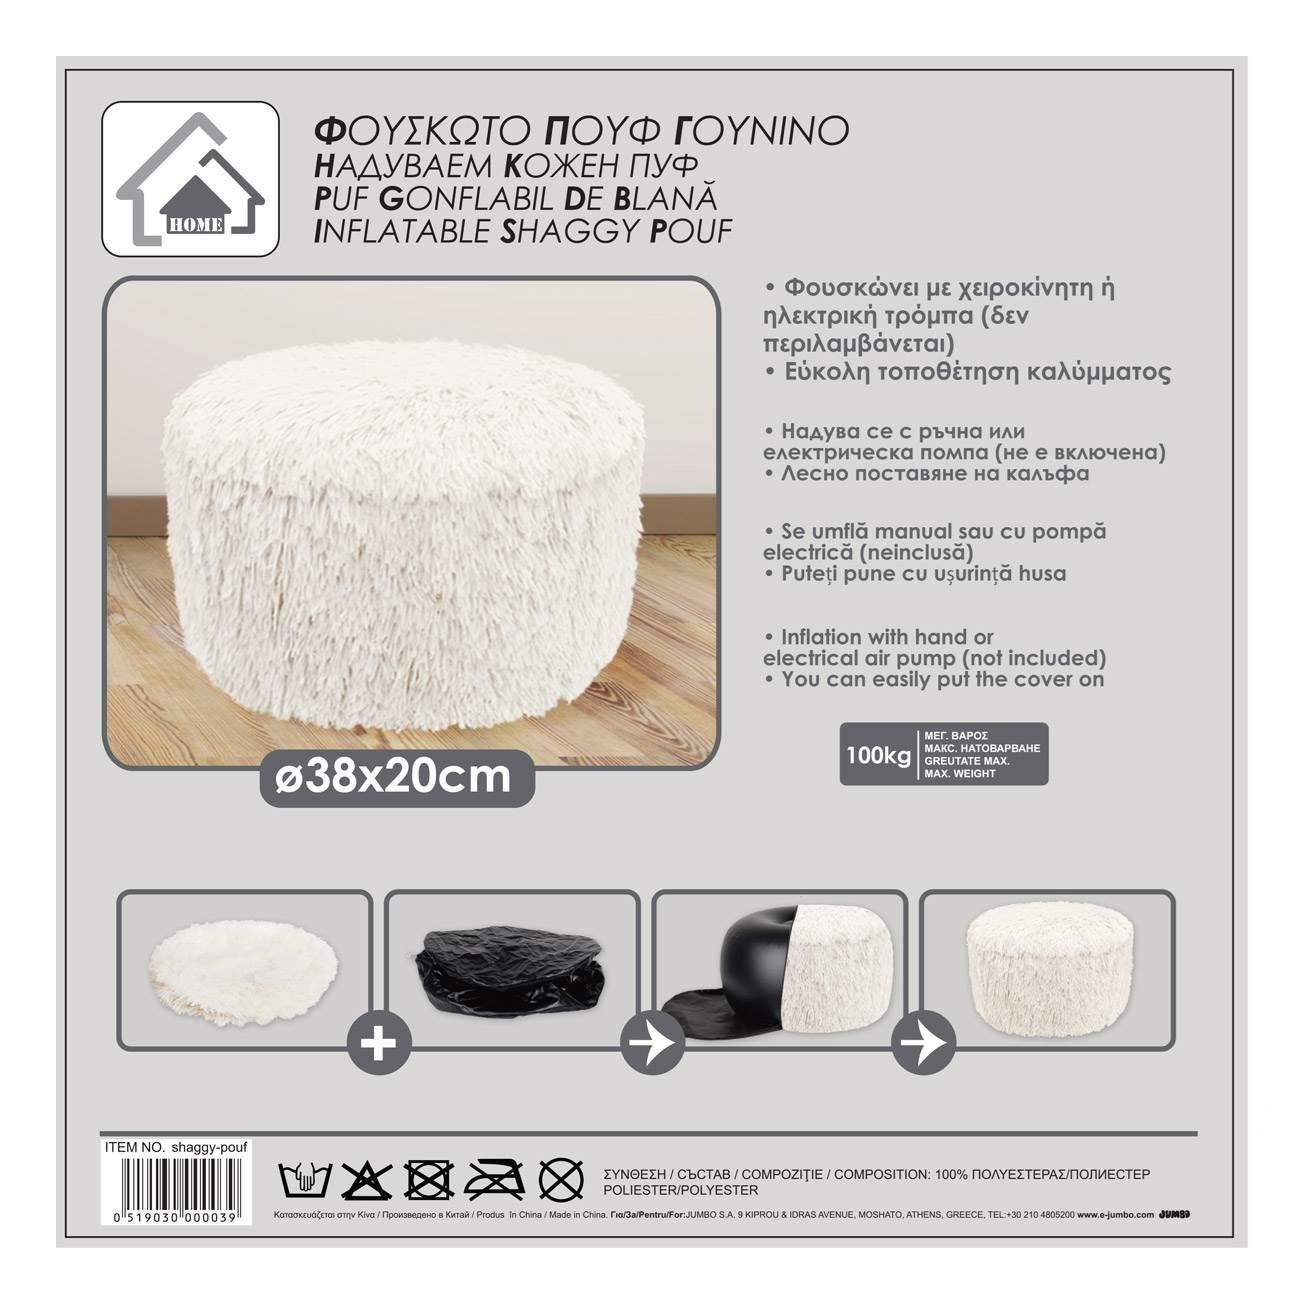 HOME
ΦΟΥΣΚΩΤΟ ΠΟΥΦ ΓΟΥΝΙΝΟ
НАДУВАЕМ КОЖЕН ПУФ
PUF GONFLABIL DE BLANĂ
INFLATABLE SHAGGY POUF
• Φουσκώνει με χειροκίνητη ή
ηλεκτρική τρόμπα (δεν
περιλαμβάνεται)
• Εύκολη τοποθέτηση καλύμματος
• Надува се с ръчна или
електрическа помпа (не е включена)
• Лесно поставяне на калъфа
• Se umflă manual sau cu pompă
electrică (neinclusă)
• Puteți pune cu ușurință husa
• Inflation with hand or
electrical air pump (not included)
• You can easily put the cover on
100kg
ΜΕΓ. ΒΑΡΟΣ
МАКС. НАТОВАРВАНЕ
GREUTATE MAX.
MAX. WEIGHT
ø38x20cm
ITEM NO. shaggy-pouf
0 519030 000039
ΣΥΝΘΕΣΗ / СЪСТАВ / COMPOZIŢIE / COMPOSITION: 100% ΠΟΛΥΕΣΤΕΡΑΣ/ПОЛИЕСТЕР
POLIESTER/POLYESTER
Κατασκευάζεται στην Κίνα / Произведено в Китай / Produs în China / Made in China. Για/За/Pentru/For:JUMBO S.A. 9 KIPROU & IDRAS AVENUE, MOSHATO, ATHENS, GREECE, TEL:+30 210 4805200 www.e-jumbo.com JUMBO